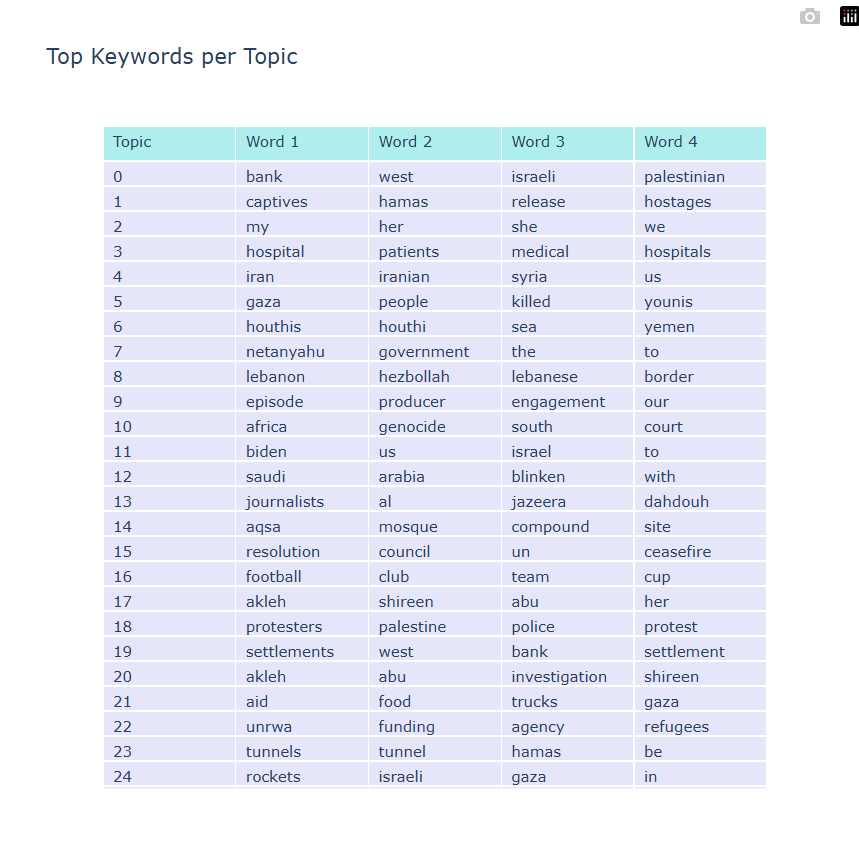 Top Keywords per Topic
Topic Word 1 Word 2 Word 3 Word 4
0 bank west israeli palestinian
1 captives hamas release hostages
2 my her she we
3 hospital patients medical hospitals
4 iran iranian syria us
5 gaza people killed younis
6 houthis houthi sea yemen
7 netanyahu government the to
8 lebanon hezbollah lebanese border
9 episode producer engagement our
10 africa genocide south court
11 biden us israel to
12 saudi arabia blinken with
13 journalists al jazeera dahdouh
14 aqsa mosque compound site
15 resolution council un ceasefire
16 football club team cup
17 akleh shireen abu her
18 protesters palestine police protest
19 settlements west bank settlement
20 akleh abu investigation shireen
21 aid food trucks gaza
22 unrwa funding agency refugees
23 tunnels tunnel hamas be
24 rockets israeli gaza in